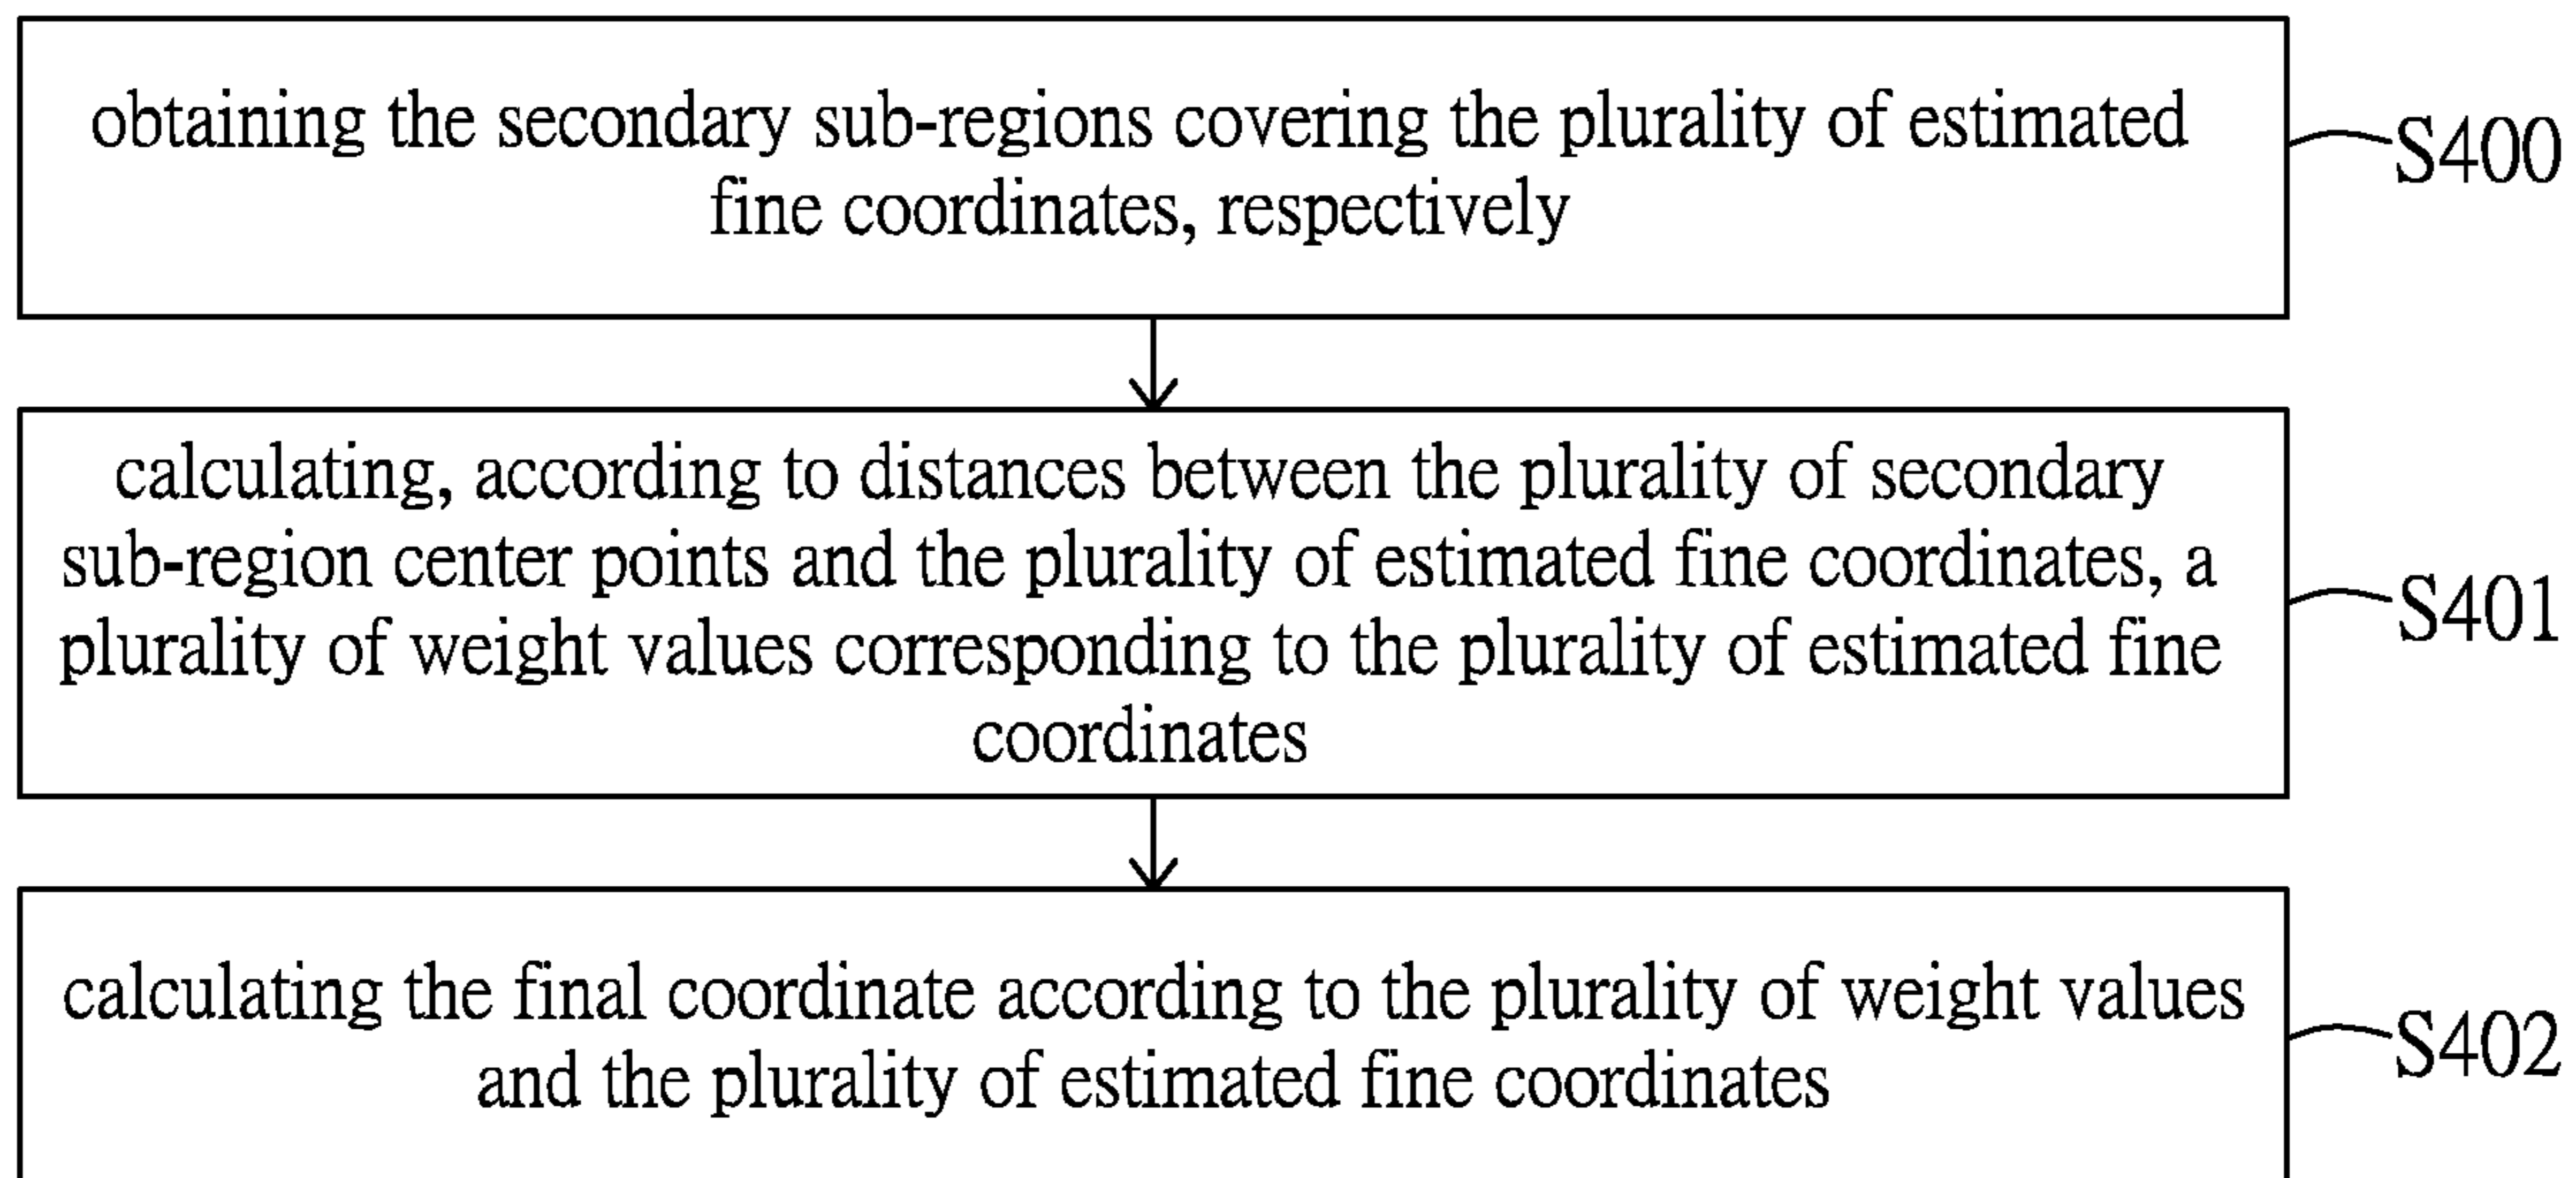 obtaining the secondary sub-regions covering the plurality of estimated
fine coordinates, respectively
S400
calculating, according to distances between the plurality of secondary
sub-region center points and the plurality of estimated fine coordinates, a
plurality of weight values corresponding to the plurality of estimated fine
coordinates
S401
calculating the final coordinate according to the plurality of weight values
and the plurality of estimated fine coordinates
S402